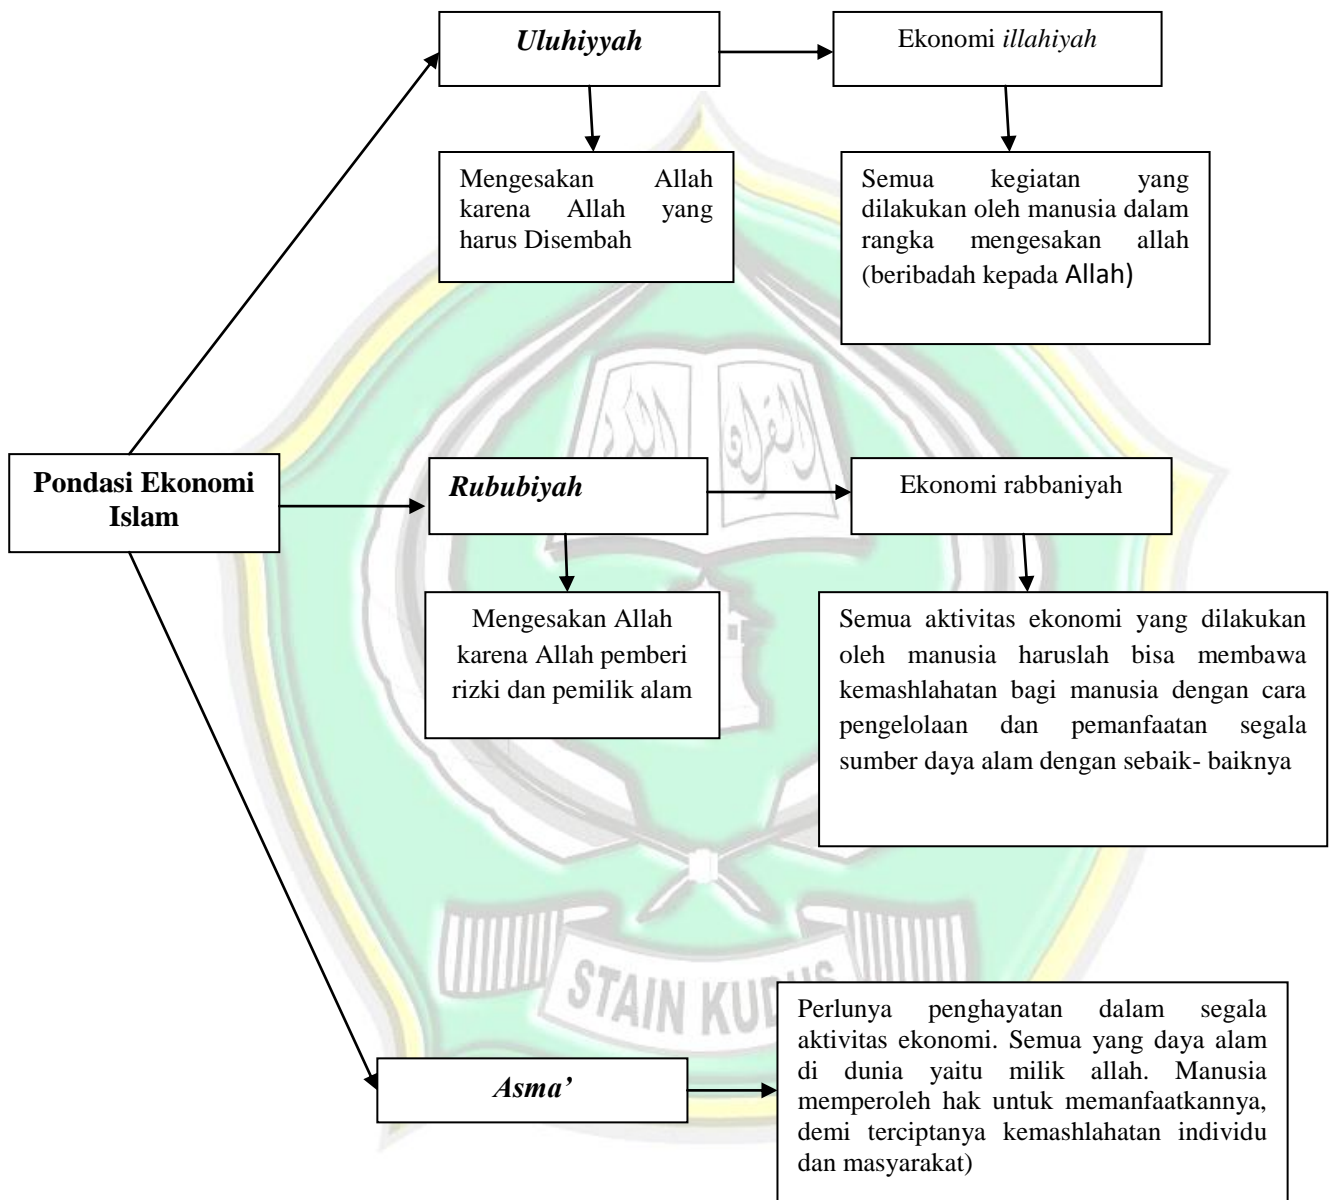 Uluhiyyah
Ekonomi illahiyah
Mengesakan Allah
karena Allah yang
harus Disembah
Semua kegiatan yang
dilakukan oleh manusia dalam
rangka mengesakan allah
(beribadah kepada Allah)
Pondasi Ekonomi
Islam
Rububiyah
Ekonomi rabbaniyah
Mengesakan Allah
karena Allah pemberi
rizki dan pemilik alam
Semua aktivitas ekonomi yang dilakukan
oleh manusia haruslah bisa membawa
kemashlahatan bagi manusia dengan cara
pengelolaan dan pemanfaatan segala
sumber daya alam dengan sebaik- baiknya
Asma’
Perlunya penghayatan dalam segala
aktivitas ekonomi. Semua yang daya alam
di dunia yaitu milik allah. Manusia
memperoleh hak untuk memanfaatkannya,
demi terciptanya kemashlahatan individu
dan masyarakat)
STAIN KUDUS